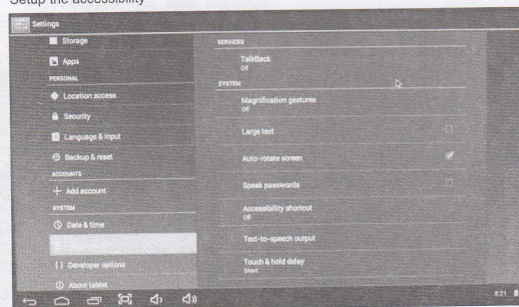 Setup the accessibility
Settings
Storage
Apps
PERSONAL
Location access
Security
Language & input
Backup & reset
ACCOUNTS
+ Add account
SYSTEM
Date & time
{ } Developer options
About tablet
SERVICES
TalkBack
Off
SYSTEM
Magnification gestures
Off
Large text
Auto-rotate screen
Speak passwords
Accessibility shortcut
Off
Text-to-speech output
Touch & hold delay
Short
8:21